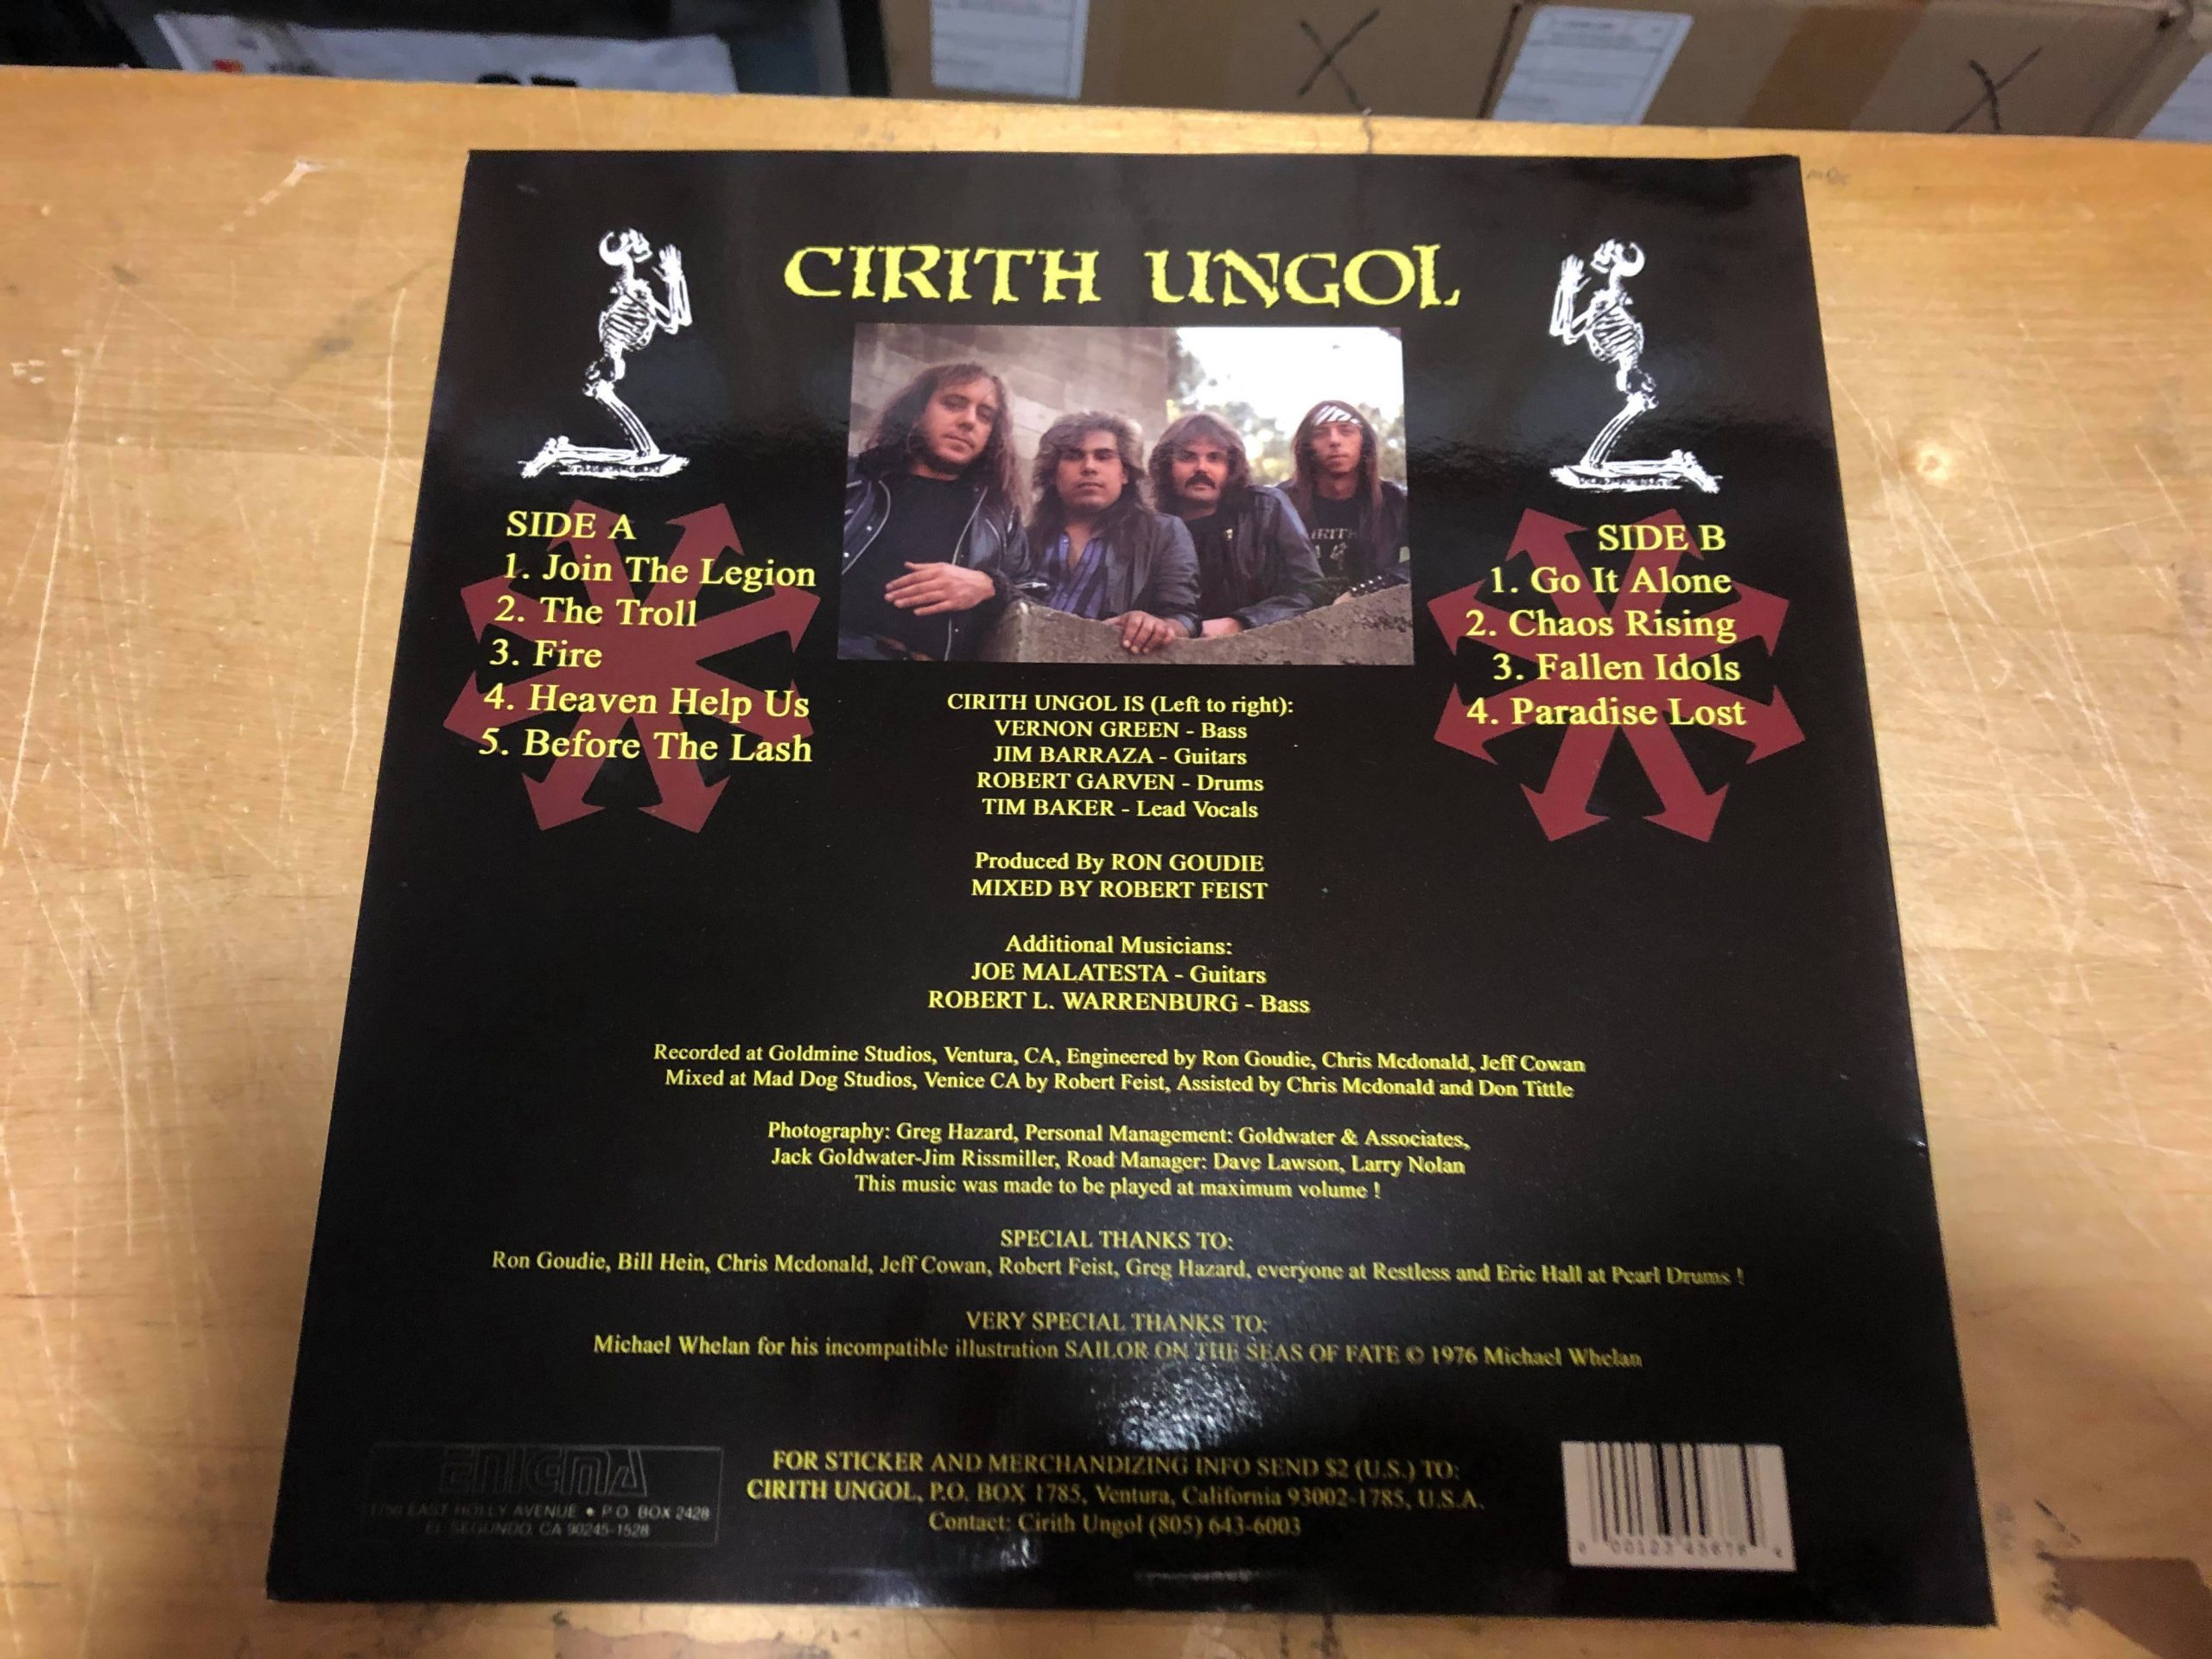 CIRITH UNGOL
SIDE A
1. Join The Legion
2. The Troll
3. Fire
4. Heaven Help Us
5. Before The Lash
SIDE B
1. Go It Alone
2. Chaos Rising
3. Fallen Idols
4. Paradise Lost
CIRITH UNGOL IS (Left to right):
VERNON GREEN - Bass
JIM BARRAZA - Guitars
ROBERT GARVEN - Drums
TIM BAKER - Lead Vocals
Produced By RON GOUDIE
MIXED BY ROBERT FEIST
Additional Musicians:
JOE MALATESTA - Guitars
ROBERT L. WARRENBURG - Bass
Recorded at Goldmine Studios, Ventura, CA, Engineered by Ron Goudie, Chris Mcdonald, Jeff Cowan
Mixed at Mad Dog Studios, Venice CA by Robert Feist, Assisted by Chris Mcdonald and Don Tittle
Photography: Greg Hazard, Personal Management: Goldwater & Associates,
Jack Goldwater-Jim Rissmiller, Road Manager: Dave Lawson, Larry Nolan
This music was made to be played at maximum volume !
SPECIAL THANKS TO:
Ron Goudie, Bill Hein, Chris Mcdonald, Jeff Cowan, Robert Feist, Greg Hazard, everyone at Restless and Eric Hall at Pearl Drums !
VERY SPECIAL THANKS TO:
Michael Whelan for his incompatible illustration SAILOR ON THE SEAS OF FATE © 1976 Michael Whelan
ENIGMA
EAST HOLLY AVENUE • P.O. BOX 2428
EL SEGUNDO, CA 90245-1528
FOR STICKER AND MERCHANDIZING INFO SEND $2 (U.S.) TO:
CIRITH UNGOL, P.O. BOX 1785, Ventura, California 93002-1785, U.S.A.
Contact: Cirith Ungol (805) 643-6003